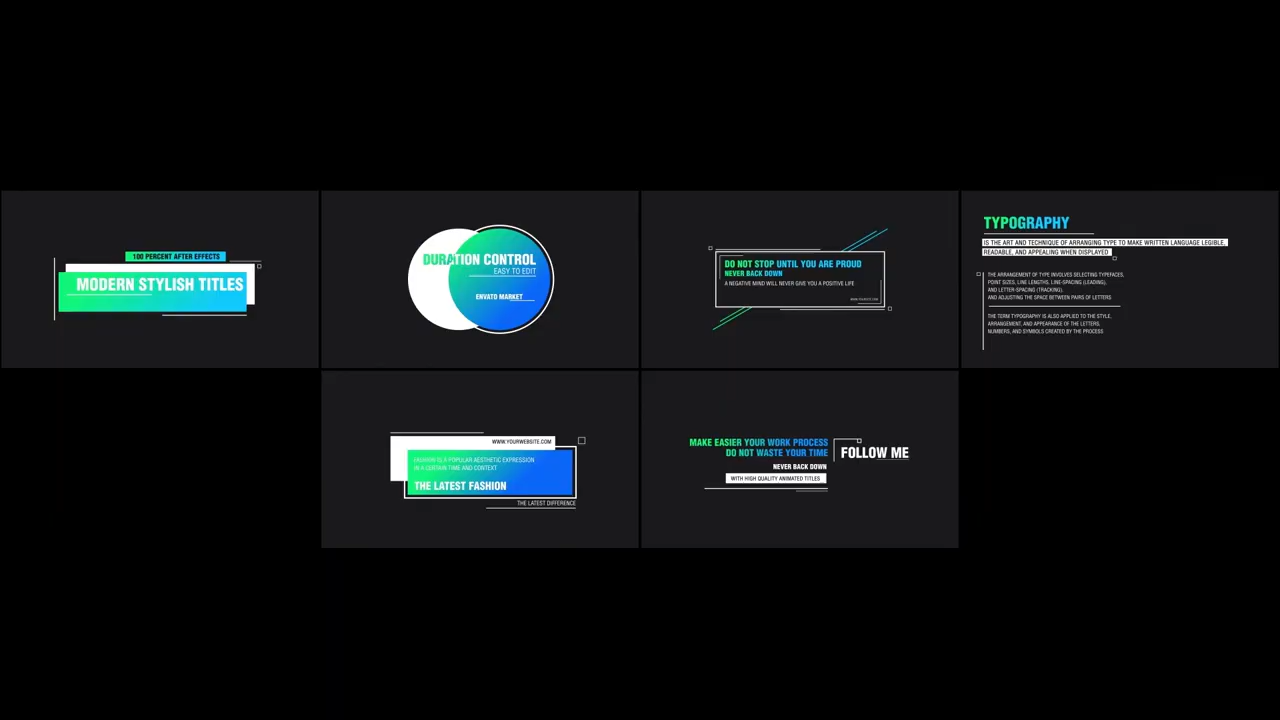 100 PERCENT AFTER EFFECTS
MODERN STYLISH TITLES
DURATION CONTROL
EASY TO EDIT
ENVATO MARKET
DO NOT STOP UNTIL YOU ARE PROUD
NEVER BACK DOWN
A NEGATIVE MIND WILL NEVER GIVE YOU A POSITIVE LIFE
WWW.YOURSITE.COM
TYPOGRAPHY
IS THE ART AND TECHNIQUE OF ARRANGING TYPE TO MAKE WRITTEN LANGUAGE LEGIBLE,
READABLE, AND APPEALING WHEN DISPLAYED
THE ARRANGEMENT OF TYPE INVOLVES SELECTING TYPEFACES,
POINT SIZES, LINE LENGTHS, LINE-SPACING (LEADING),
AND LETTER-SPACING (TRACKING),
AND ADJUSTING THE SPACE BETWEEN PAIRS OF LETTERS
THE TERM TYPOGRAPHY IS ALSO APPLIED TO THE STYLE,
ARRANGEMENT, AND APPEARANCE OF THE LETTERS,
NUMBERS, AND SYMBOLS CREATED BY THE PROCESS
WWW.YOURWEBSITE.COM
FASHION IS A POPULAR AESTHETIC EXPRESSION
IN A CERTAIN TIME AND CONTEXT
THE LATEST FASHION
THE LATEST DIFFERENCE
MAKE EASIER YOUR WORK PROCESS
DO NOT WASTE YOUR TIME
FOLLOW ME
NEVER BACK DOWN
WITH HIGH QUALITY ANIMATED TITLES